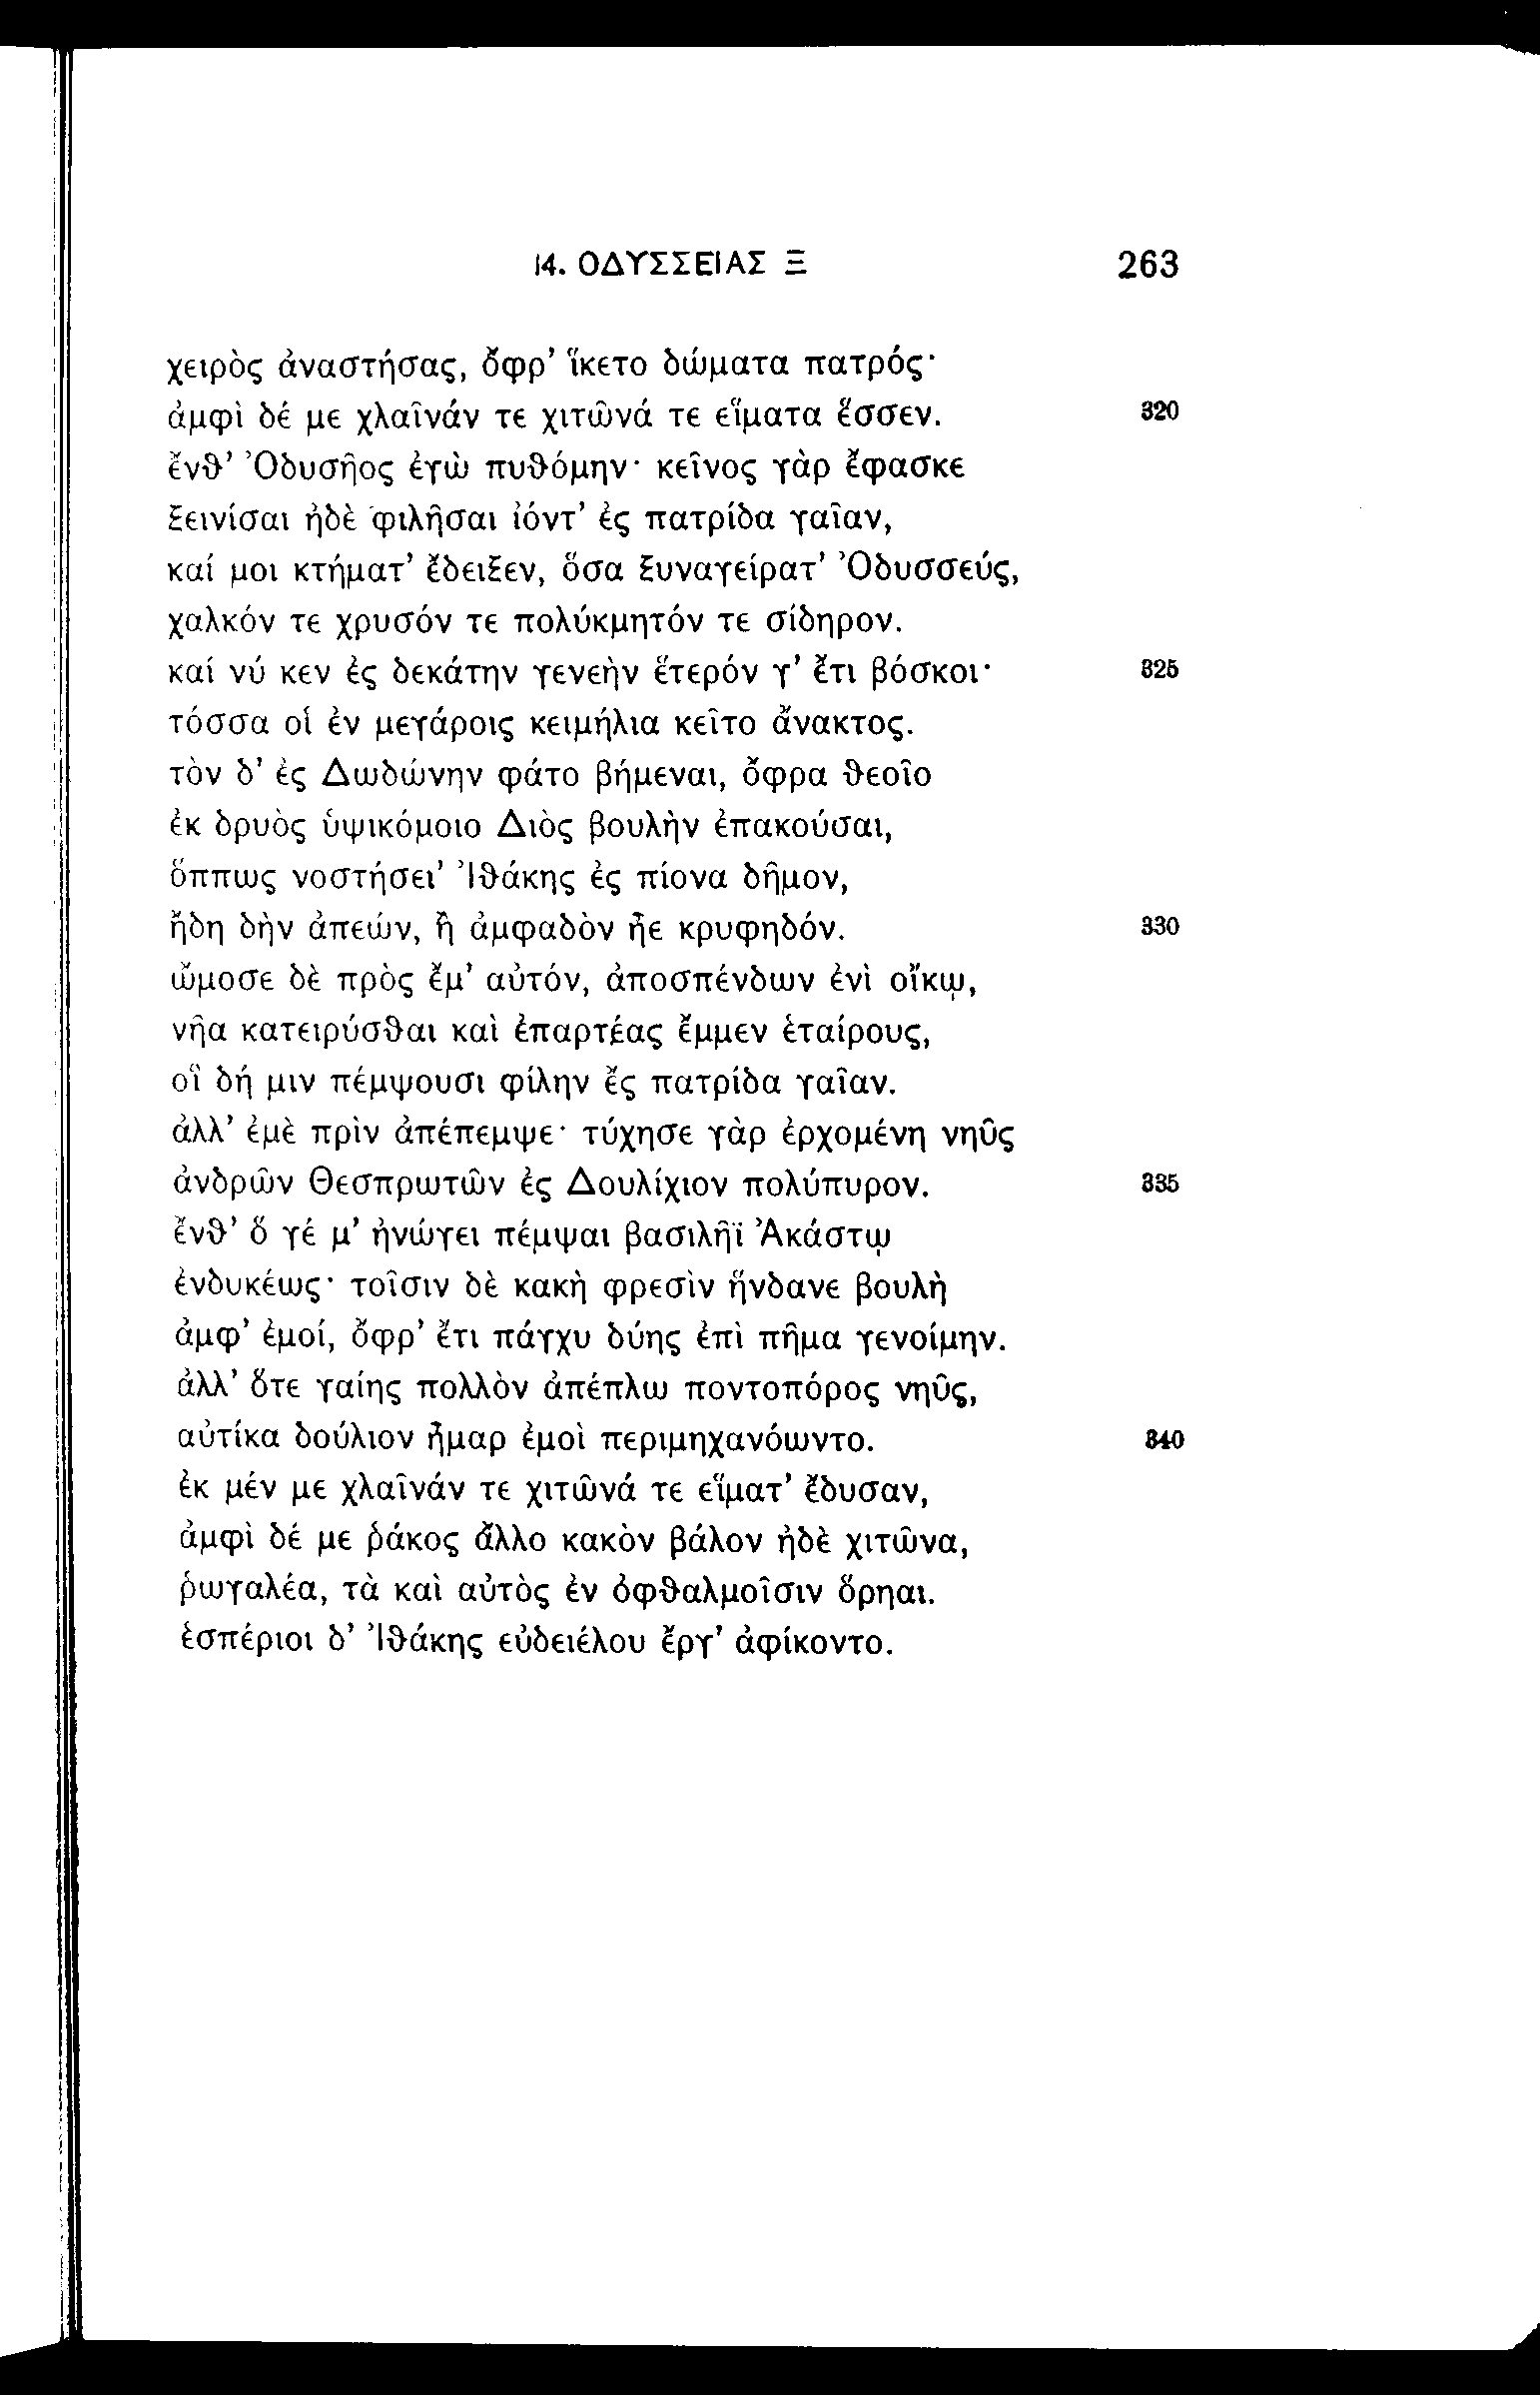 14. ΟΔΥΣΣΕΙΑΣ Ξ 263
χειρὸς ἀναστήσας, ὄφρ’ ἵκετο δώματα πατρός·
ἀμφὶ δέ με χλαῖνάν τε χιτῶνά τε εἵματα ἕσσεν. 320
ἔνθ’ Ὀδυσῆος ἐγὼ πυθόμην· κεῖνος γὰρ ἔφασκε
ξεινίσαι ἠδὲ φιλῆσαι ἰόντ’ ἐς πατρίδα γαῖαν,
καί μοι κτήματ’ ἔδειξεν, ὅσα ξυναγείρατ’ Ὀδυσσεύς,
χαλκόν τε χρυσόν τε πολύκμητόν τε σίδηρον.
καί νύ κεν ἐς δεκάτην γενεὴν ἕτερόν γ’ ἔτι βόσκοι· 325
τόσσα οἱ ἐν μεγάροις κειμήλια κεῖτο ἄνακτος.
τὸν δ’ ἐς Δωδώνην φάτο βήμεναι, ὄφρα θεοῖο
ἐκ δρυὸς ὑψικόμοιο Διὸς βουλὴν ἐπακούσαι,
ὅππως νοστήσει’ Ἰθάκης ἐς πίονα δῆμον,
ἤδη δὴν ἀπεών, ἢ ἀμφαδὸν ἦε κρυφηδόν. 330
ὤμοσε δὲ πρὸς ἔμ’ αὐτόν, ἀποσπένδων ἐνὶ οἴκῳ,
νῆα κατειρύσθαι καὶ ἐπαρτέας ἔμμεν ἑταίρους,
οἳ δή μιν πέμψουσι φίλην ἐς πατρίδα γαῖαν.
ἀλλ’ ἐμὲ πρὶν ἀπέπεμψε· τύχησε γὰρ ἐρχομένη νηῦς
ἀνδρῶν Θεσπρωτῶν ἐς Δουλίχιον πολύπυρον. 335
ἔνθ’ ὅ γέ μ’ ἠνώγει πέμψαι βασιλῆϊ Ἀκάστῳ
ἐνδυκέως· τοῖσιν δὲ κακὴ φρεσὶν ἥνδανε βουλὴ
ἀμφ’ ἐμοί, ὄφρ’ ἔτι πάγχυ δύης ἐπὶ πῆμα γενοίμην.
ἀλλ’ ὅτε γαίης πολλὸν ἀπέπλω ποντοπόρος νηῦς,
αὐτίκα δούλιον ἦμαρ ἐμοὶ περιμηχανόωντο. 340
ἐκ μέν με χλαῖνάν τε χιτῶνά τε εἵματ’ ἔδυσαν,
ἀμφὶ δέ με ῥάκος ἄλλο κακὸν βάλον ἠδὲ χιτῶνα,
ῥωγαλέα, τὰ καὶ αὐτὸς ἐν ὀφθαλμοῖσιν ὅρηαι.
ἑσπέριοι δ’ Ἰθάκης εὐδειέλου ἔργ’ ἀφίκοντο.